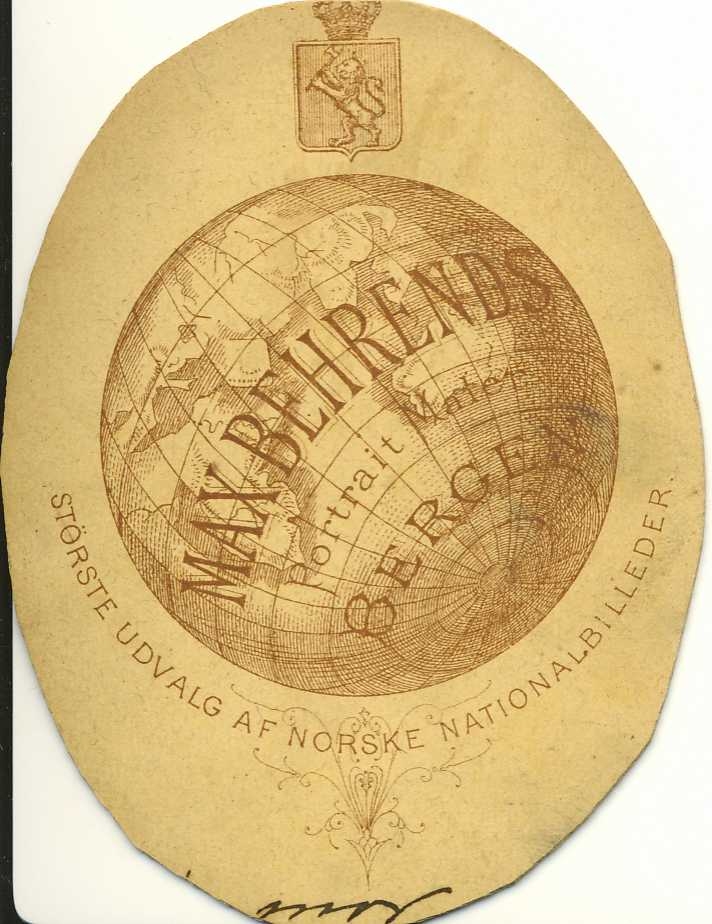 MAX BEHRENDS
Portrait Maler
BERGEN
STÖRSTE UDVALG AF NORSKE NATIONALBILLEDER.